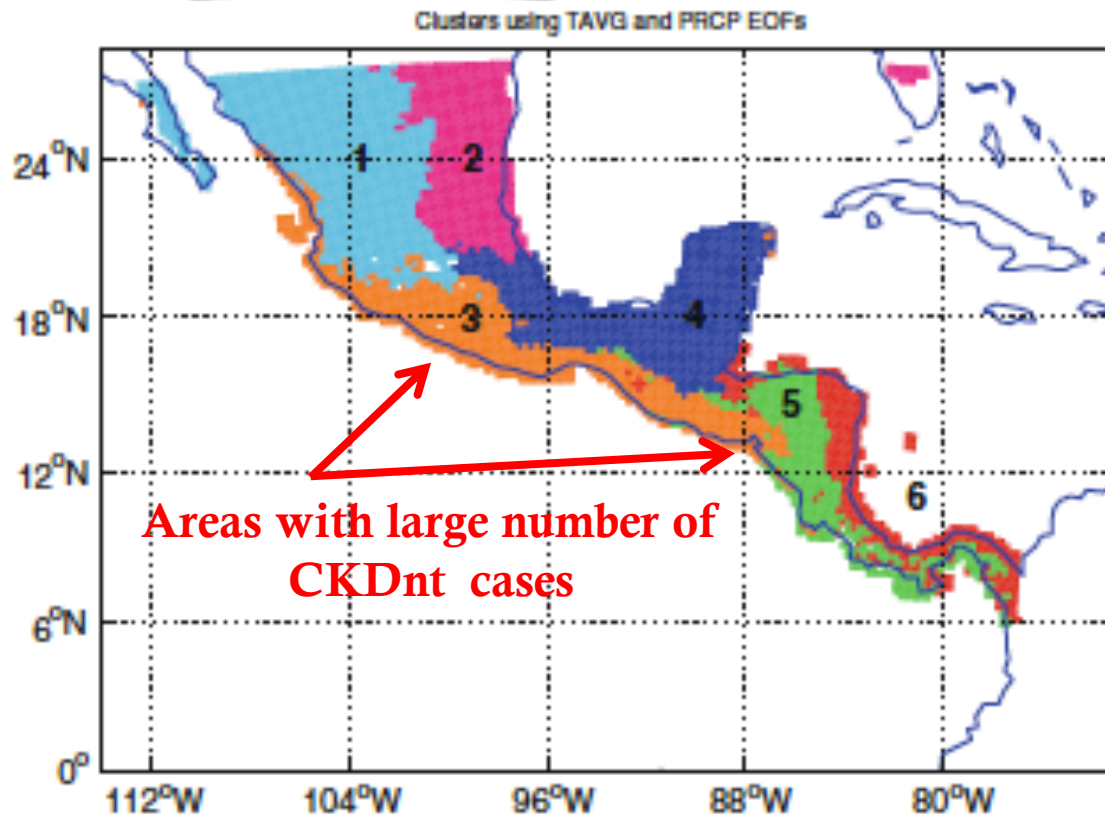 Clusters using TAVG and PRCP EOFs
24°N
18°N
12°N
6°N
0°
112°W
104°W
96°W
88°W
80°W
1
2
3
4
5
6
Areas with large number of
CKDnt cases